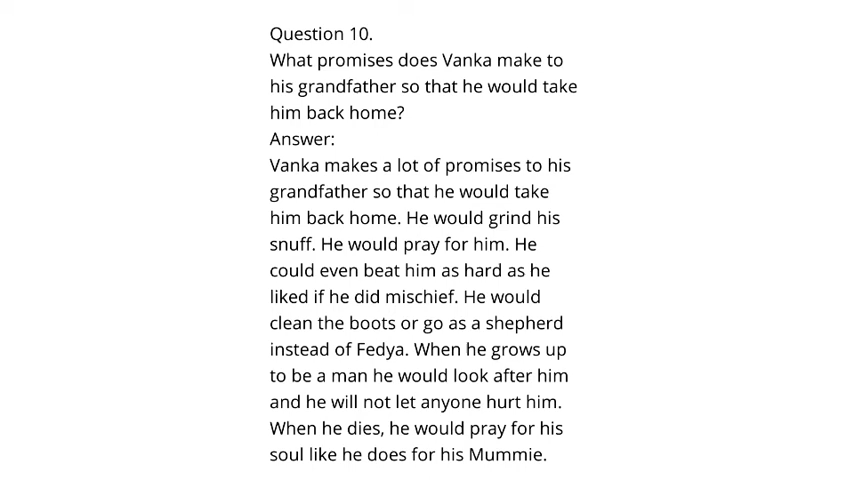 Question 10.
What promises does Vanka make to
his grandfather so that he would take
him back home?
Answer:
Vanka makes a lot of promises to his
grandfather so that he would take
him back home. He would grind his
snuff. He would pray for him. He
could even beat him as hard as he
liked if he did mischief. He would
clean the boots or go as a shepherd
instead of Fedya. When he grows up
to be a man he would look after him
and he will not let anyone hurt him.
When he dies, he would pray for his
soul like he does for his Mummie.